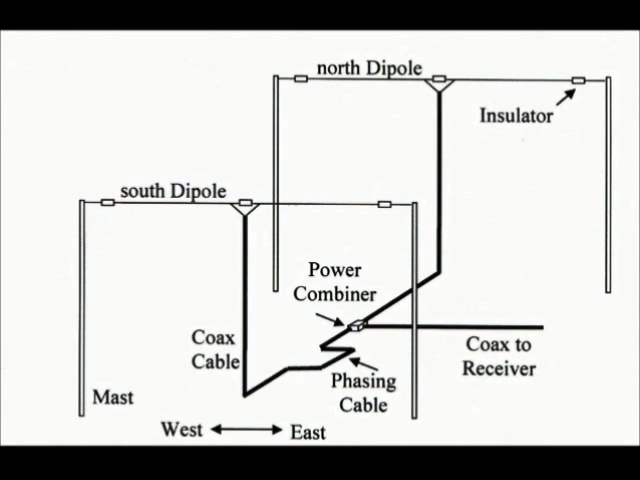 north Dipole
Insulator
south Dipole
Power
Combiner
Coax
Cable
Coax to
Receiver
Phasing
Cable
Mast
West
East